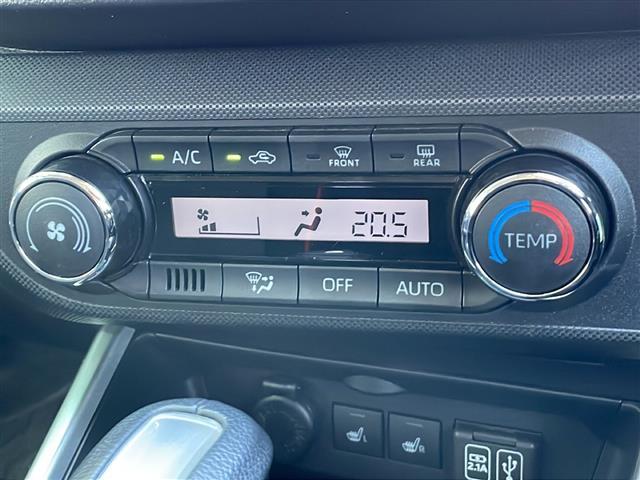 A/C
FRONT
REAR
20.5
TEMP
OFF
AUTO
L
R
2.1A